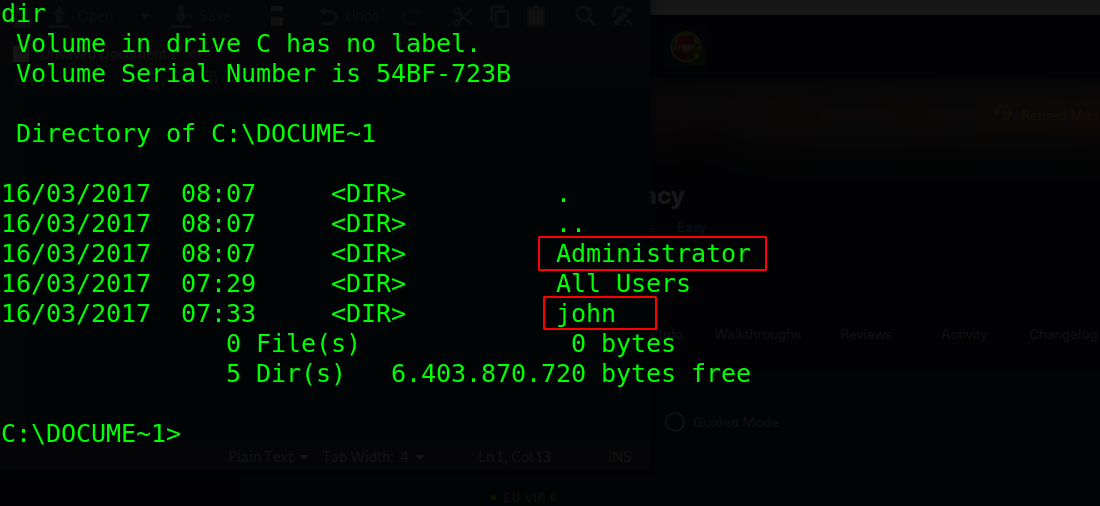 dir
Open Save Undo
Volume in drive C has no label.
Volume Serial Number is 54BF-723B
Directory of C:\DOCUME~1
Retired Mac
16/03/2017 08:07 <DIR> .
acy
16/03/2017 08:07 <DIR> ..
Easy
16/03/2017 08:07 <DIR> Administrator
16/03/2017 07:29 <DIR> All Users
16/03/2017 07:33 <DIR> john
Info Walkthroughs Reviews Activity Changelog
0 File(s) 0 bytes
5 Dir(s) 6.403.870.720 bytes free
Guided Mode
C:\DOCUME~1>
Plain Text Tab Width: 4 Ln 1, Col 13 INS
EU VIP 5